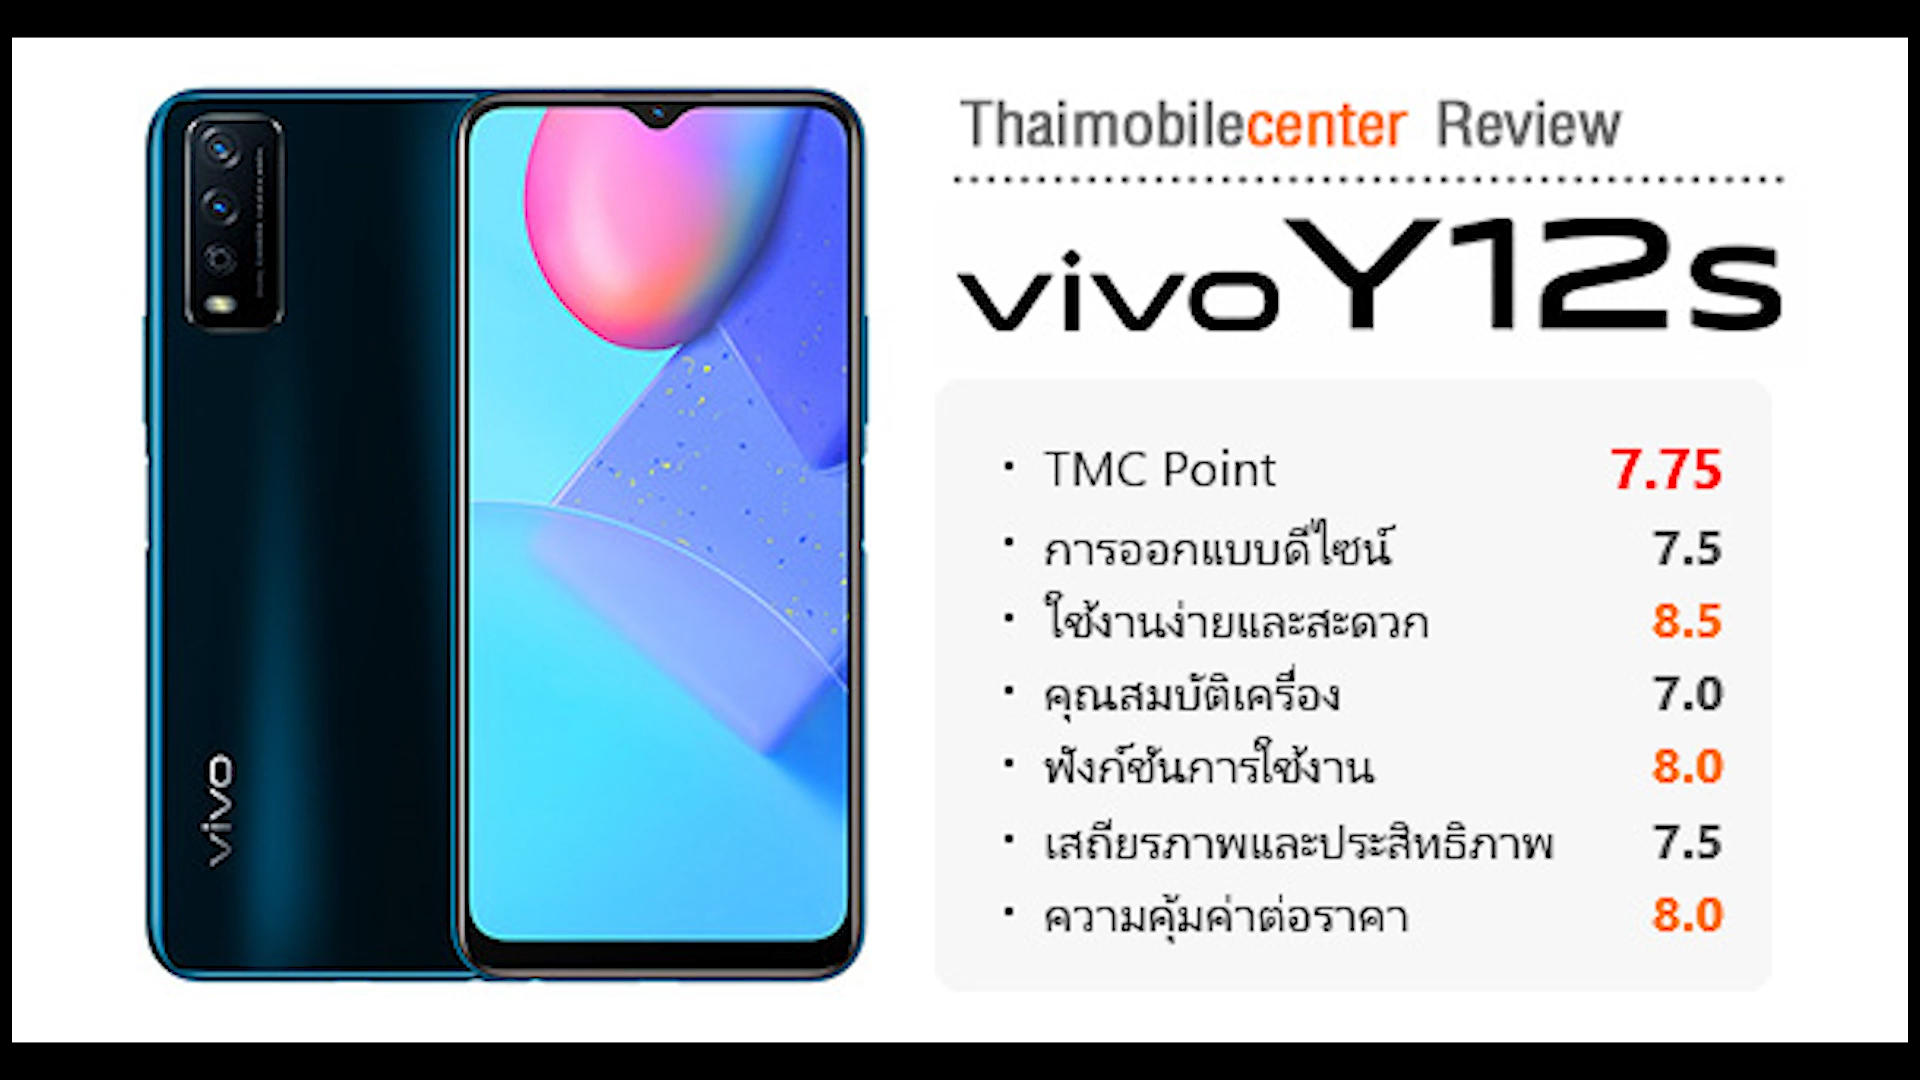 Thaimobilecenter Review
vivo Y12s
• TMC Point 7.75
• การออกแบบดีไซน์ 7.5
• ใช้งานง่ายและสะดวก 8.5
• คุณสมบัติเครื่อง 7.0
• ฟังก์ชันการใช้งาน 8.0
• เสถียรภาพและประสิทธิภาพ 7.5
• ความคุ้มค่าต่อราคา 8.0
vivo